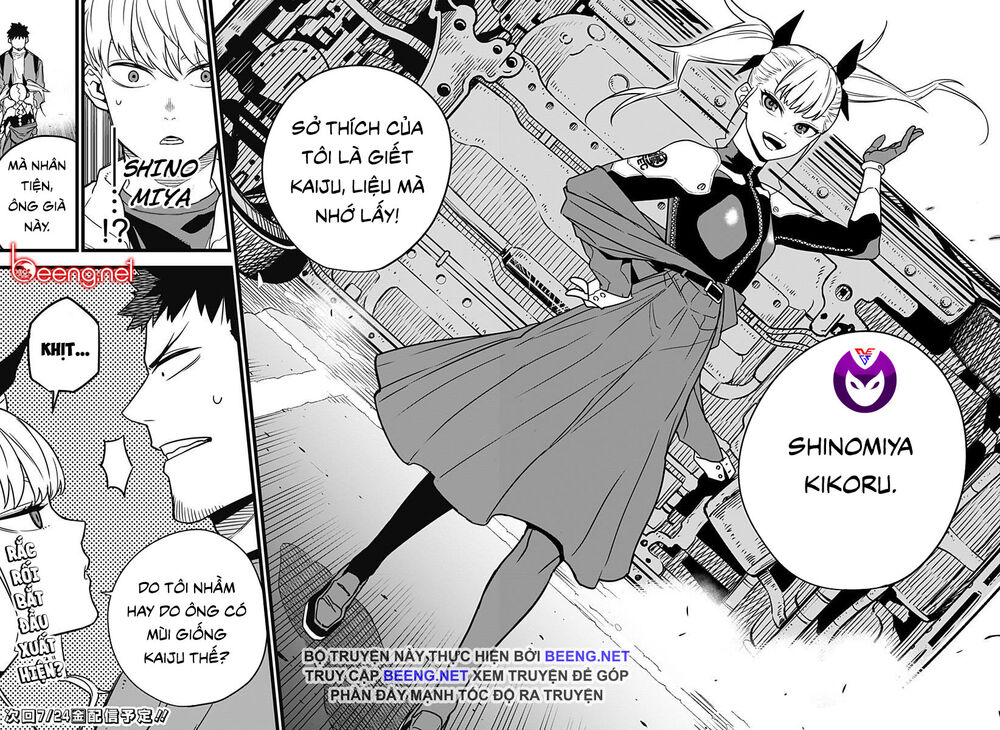 SHINOMIYA
KIKORU.
SỞ THÍCH CỦA
TÔI LÀ GIẾT
KAIJU, LIỆU MÀ
NHỚ LẤY!
SHINO
MIYA
......!?
MÀ NHÂN
TIỆN,
ÔNG GIÀ
NÀY.
beeng.net
KHỊT...
DO TÔI NHẦM
HAY DO ÔNG CÓ
MÙI GIỐNG
KAIJU THẾ?
RẮC
RỐI
BẮT
ĐẦU
XUẤT
HIỆN?
BỘ TRUYỆN NÀY THỰC HIỆN BỞI BEENG.NET
TRUY CẬP BEENG.NET XEM TRUYỆN ĐỂ GÓP
PHẦN ĐẨY MẠNH TỐC ĐỘ RA TRUYỆN
次回7/24金配信予定!!